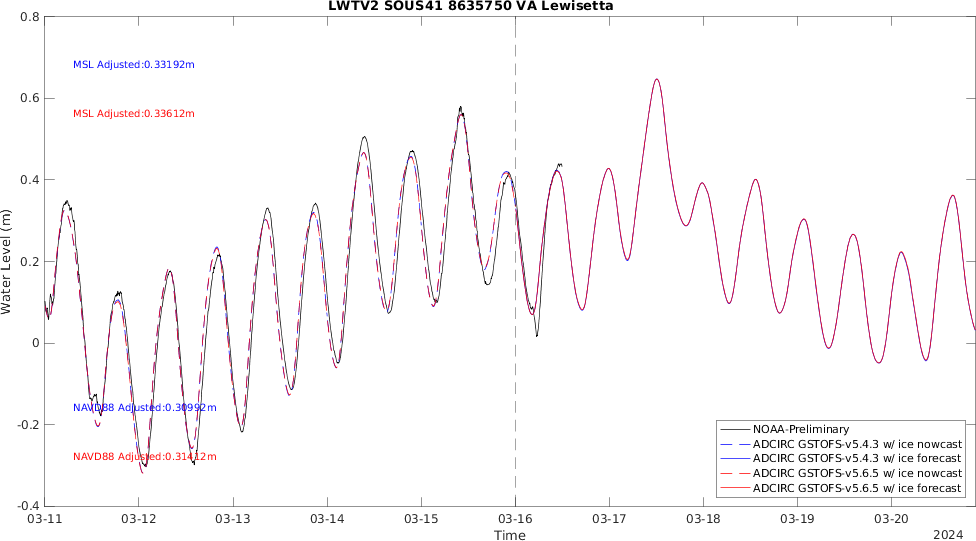 LWTV2 SOUS41 8635750 VA Lewisetta
0.8
0.6
0.4
0.2
0
-0.2
-0.4
Water Level (m)
MSL Adjusted:0.33192m
MSL Adjusted:0.33612m
NAVD88 Adjusted:0.30992m
NAVD88 Adjusted:0.31412m
NOAA-Preliminary
ADCIRC GSTOFS-v5.4.3 w/ ice nowcast
ADCIRC GSTOFS-v5.4.3 w/ ice forecast
ADCIRC GSTOFS-v5.6.5 w/ ice nowcast
ADCIRC GSTOFS-v5.6.5 w/ ice forecast
03-11 03-12 03-13 03-14 03-15 03-16 03-17 03-18 03-19 03-20
Time
2024